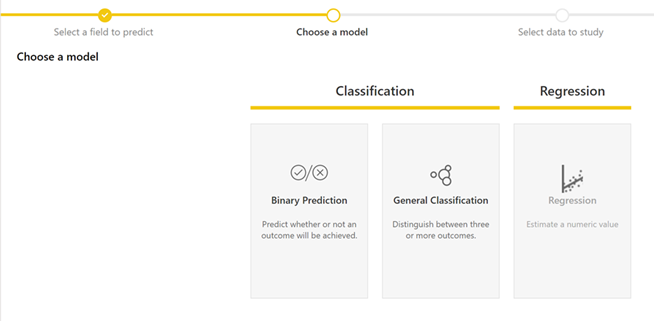 Select a field to predict
Choose a model
Select data to study
Choose a model
Classification
Regression
Binary Prediction
Predict whether or not an
outcome will be achieved.
General Classification
Distinguish between three
or more outcomes.
Regression
Estimate a numeric value